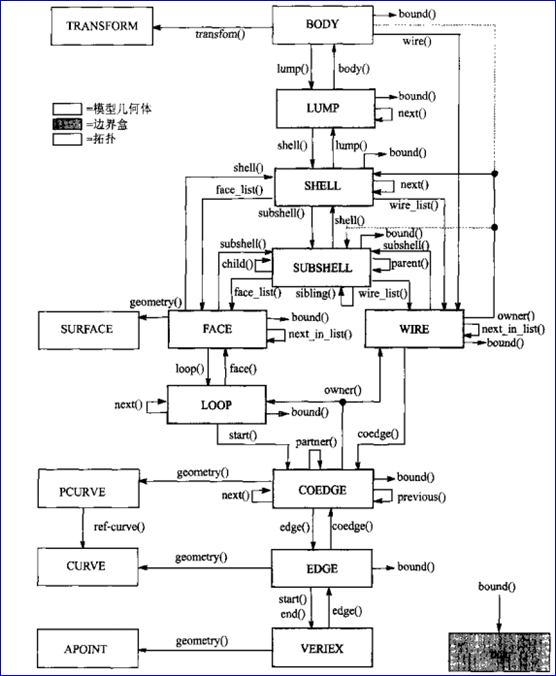 TRANSFORM
BODY
bound()
transfom()
wire()
lump()
body()
LUMP
bound()
next()
=模型几何体
=边界盒
=拓扑
shell()
lump()
bound()
shell()
SHELL
next()
face_list()
wire_list()
subshell()
shell()
bound()
subshell()
subshell()
child()
SUBSHELL
parent()
face_list()
sibling()
wire_list()
geometry()
SURFACE
FACE
bound()
next_in_list()
WIRE
owner()
next_in_list()
bound()
loop()
face()
owner()
next()
LOOP
bound()
start()
coedge()
partner()
geometry()
PCURVE
COEDGE
bound()
next()
previous()
ref-curve()
edge()
coedge()
geometry()
CURVE
EDGE
bound()
start()
end()
edge()
bound()
geometry()
APOINT
VERIEX